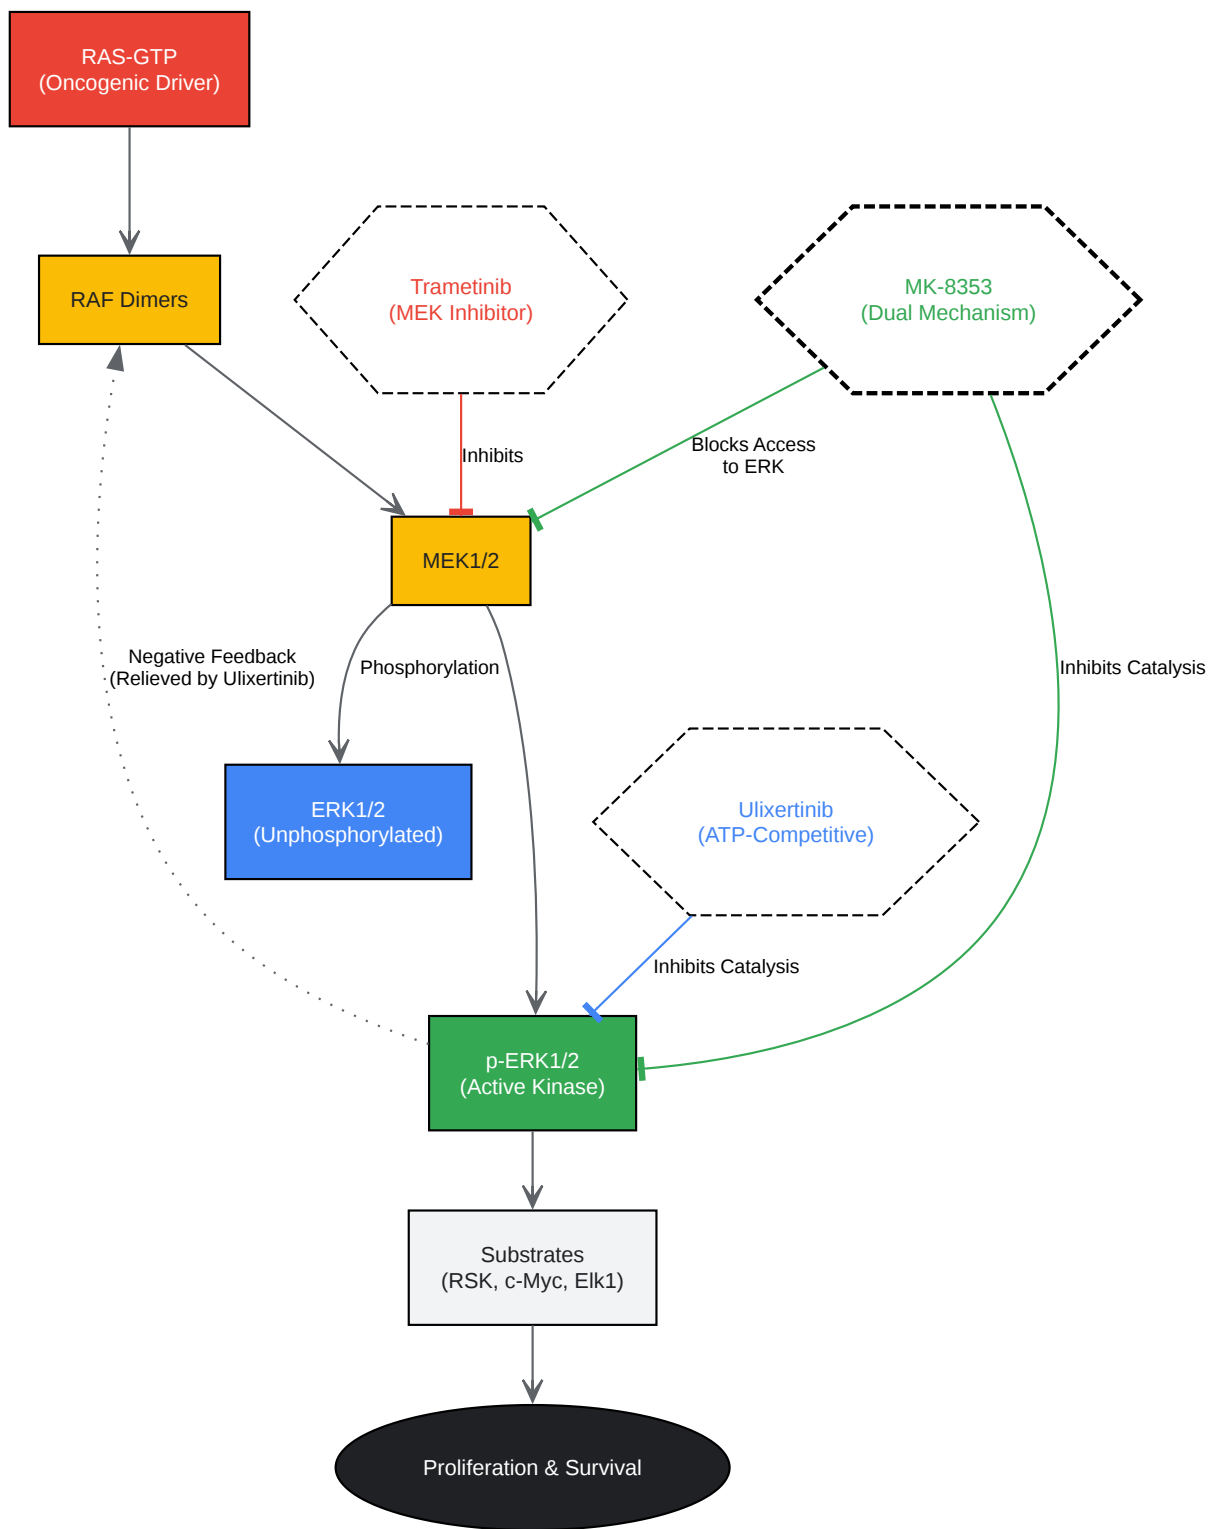 RAS-GTP
(Oncogenic Driver)
RAF Dimers
Trametinib
(MEK Inhibitor)
MK-8353
(Dual Mechanism)
Inhibits
Blocks Access
to ERK
MEK1/2
Negative Feedback
(Relieved by Ulixertinib)
Phosphorylation
Inhibits Catalysis
ERK1/2
(Unphosphorylated)
Ulixertinib
(ATP-Competitive)
Inhibits Catalysis
p-ERK1/2
(Active Kinase)
Substrates
(RSK, c-Myc, Elk1)
Proliferation & Survival